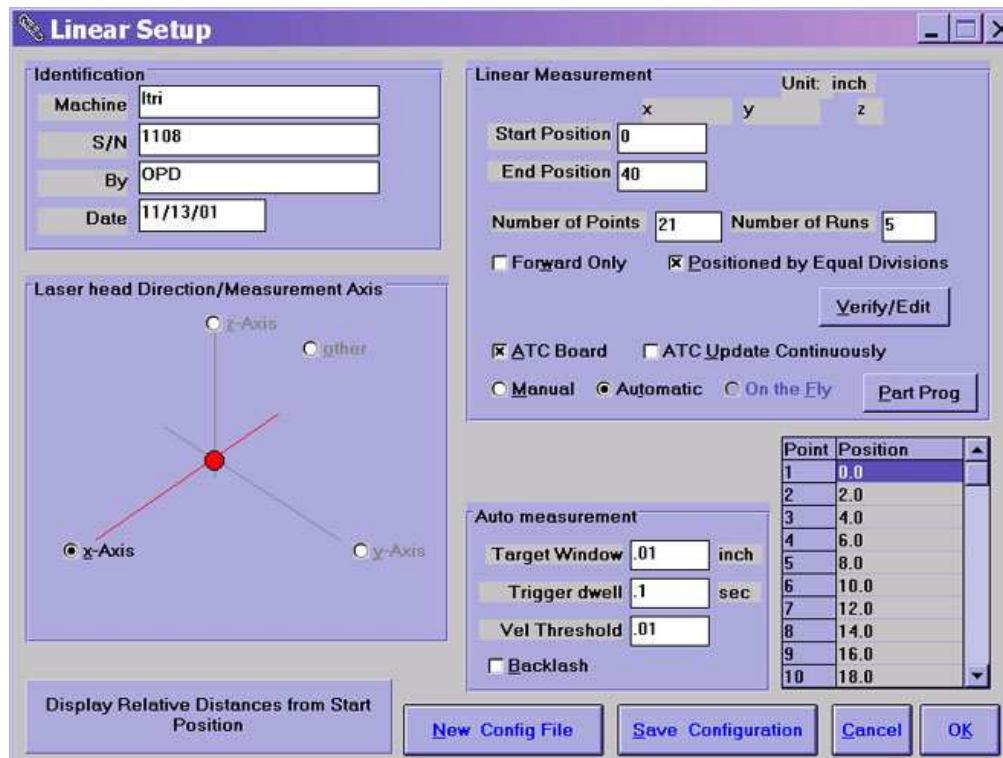 Linear Setup
Identification
Machine Itri
S/N 1108
By OPD
Date 11/13/01
Laser head Direction/Measurement Axis
z-Axis
other
x-Axis
y-Axis
Display Relative Distances from Start
Position
Linear Measurement
Unit: inch
x y z
Start Position 0
End Position 40
Number of Points 21 Number of Runs 5
Forward Only Positioned by Equal Divisions
Verify/Edit
ATC Board ATC Update Continuously
Manual Automatic On the Fly Part Prog
Auto measurement
Target Window .01 inch
Trigger dwell .1 sec
Vel Threshold .01
Backlash
Point Position
1 0.0
2 2.0
3 4.0
4 6.0
5 8.0
6 10.0
7 12.0
8 14.0
9 16.0
10 18.0
New Config File Save Configuration Cancel OK